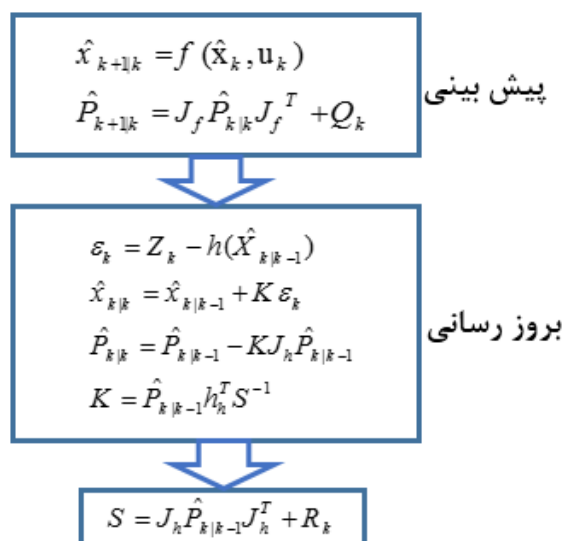 x̂_{k+1|k} = f (x̂_k, u_k)
P̂_{k+1|k} = J_f P̂_{k|k} J_f^T + Q_k
پیش بینی
ε_k = Z_k − h(X̂_{k|k−1})
x̂_{k|k} = x̂_{k|k−1} + K ε_k
P̂_{k|k} = P̂_{k|k−1} − KJ_h P̂_{k|k−1}
K = P̂_{k|k−1} h_h^T S^{−1}
بروز رسانی
S = J_h P̂_{k|k−1} J_h^T + R_k